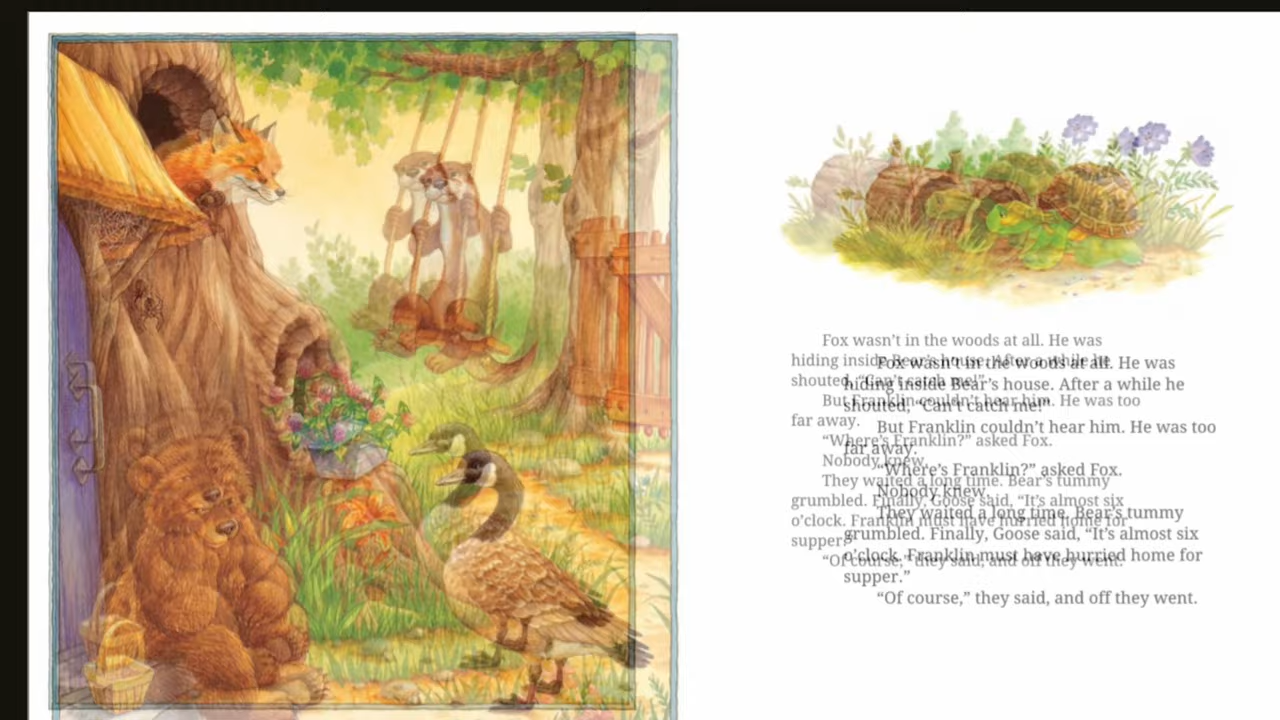 Fox wasn’t in the woods at all. He was
hiding inside Bear’s house. After a while he
shouted, “Can’t catch me!”
But Franklin couldn’t hear him. He was too
far away.
“Where’s Franklin?” asked Fox.
Nobody knew.
They waited a long time. Bear’s tummy
grumbled. Finally, Goose said, “It’s almost six
o’clock. Franklin must have hurried home for
supper.”
“Of course,” they said, and off they went.